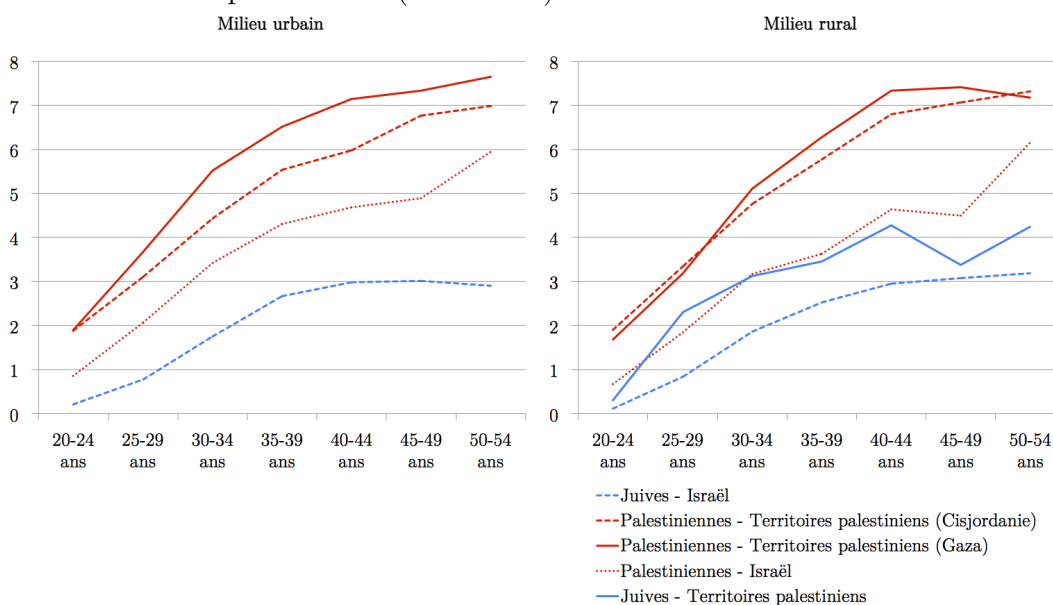 Milieu urbain
8
7
6
5
4
3
2
1
0
20-24 ans
25-29 ans
30-34 ans
35-39 ans
40-44 ans
45-49 ans
50-54 ans
Milieu rural
8
7
6
5
4
3
2
1
0
20-24 ans
25-29 ans
30-34 ans
35-39 ans
40-44 ans
45-49 ans
50-54 ans
Juives - Israël
Palestiniennes - Territoires palestiniens (Cisjordanie)
Palestiniennes - Territoires palestiniens (Gaza)
Palestiniennes - Israël
Juives - Territoires palestiniens